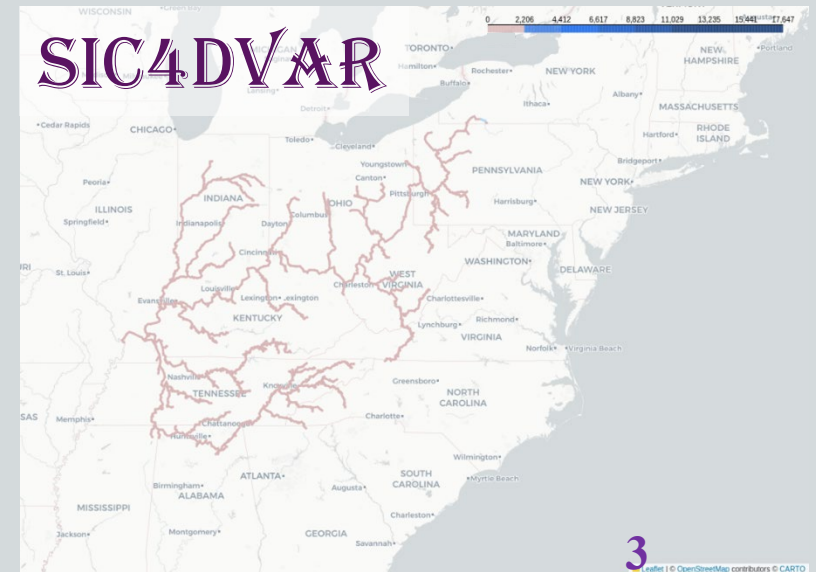 WISCONSIN
0 2,206 4,412 6,617 8,823 11,029 13,235 15,441 17,647
SIC4DVAR
TORONTO
Hamilton
Rochester
NEW YORK
Buffalo
Ithaca
Albany
NEW HAMPSHIRE
Portland
MASSACHUSETTS
Detroit
Cedar Rapids
CHICAGO
Toledo
Cleveland
Hartford
RHODE ISLAND
Bridgeport
Youngstown
Canton
Pittsburgh
PENNSYLVANIA
NEW YORK
Peoria
ILLINOIS
Springfield
INDIANA
Indianapolis
Dayton
Columbus
OHIO
Harrisburg
NEW JERSEY
MARYLAND
Baltimore
Cincinn
WASHINGTON
DELAWARE
St. Louis
WEST VIRGINIA
Charleston
Charlottesville
Evansville
Louisville
Lexington
Lexington
KENTUCKY
Lynchburg
Richmond
VIRGINIA
Norfolk
Virginia Beach
Nashville
TENNESSEE
Greensboro
NORTH CAROLINA
SAS
Memphis
Charlotte
Chattanoo
Huntsville
Wilmington
ATLANTA
SOUTH CAROLINA
Myrtle Beach
Birmingham
ALABAMA
Augusta
MISSISSIPPI
Charleston
Jackson
Montgomery
GEORGIA
Savannah
3
Leaflet | © OpenStreetMap contributors © CARTO